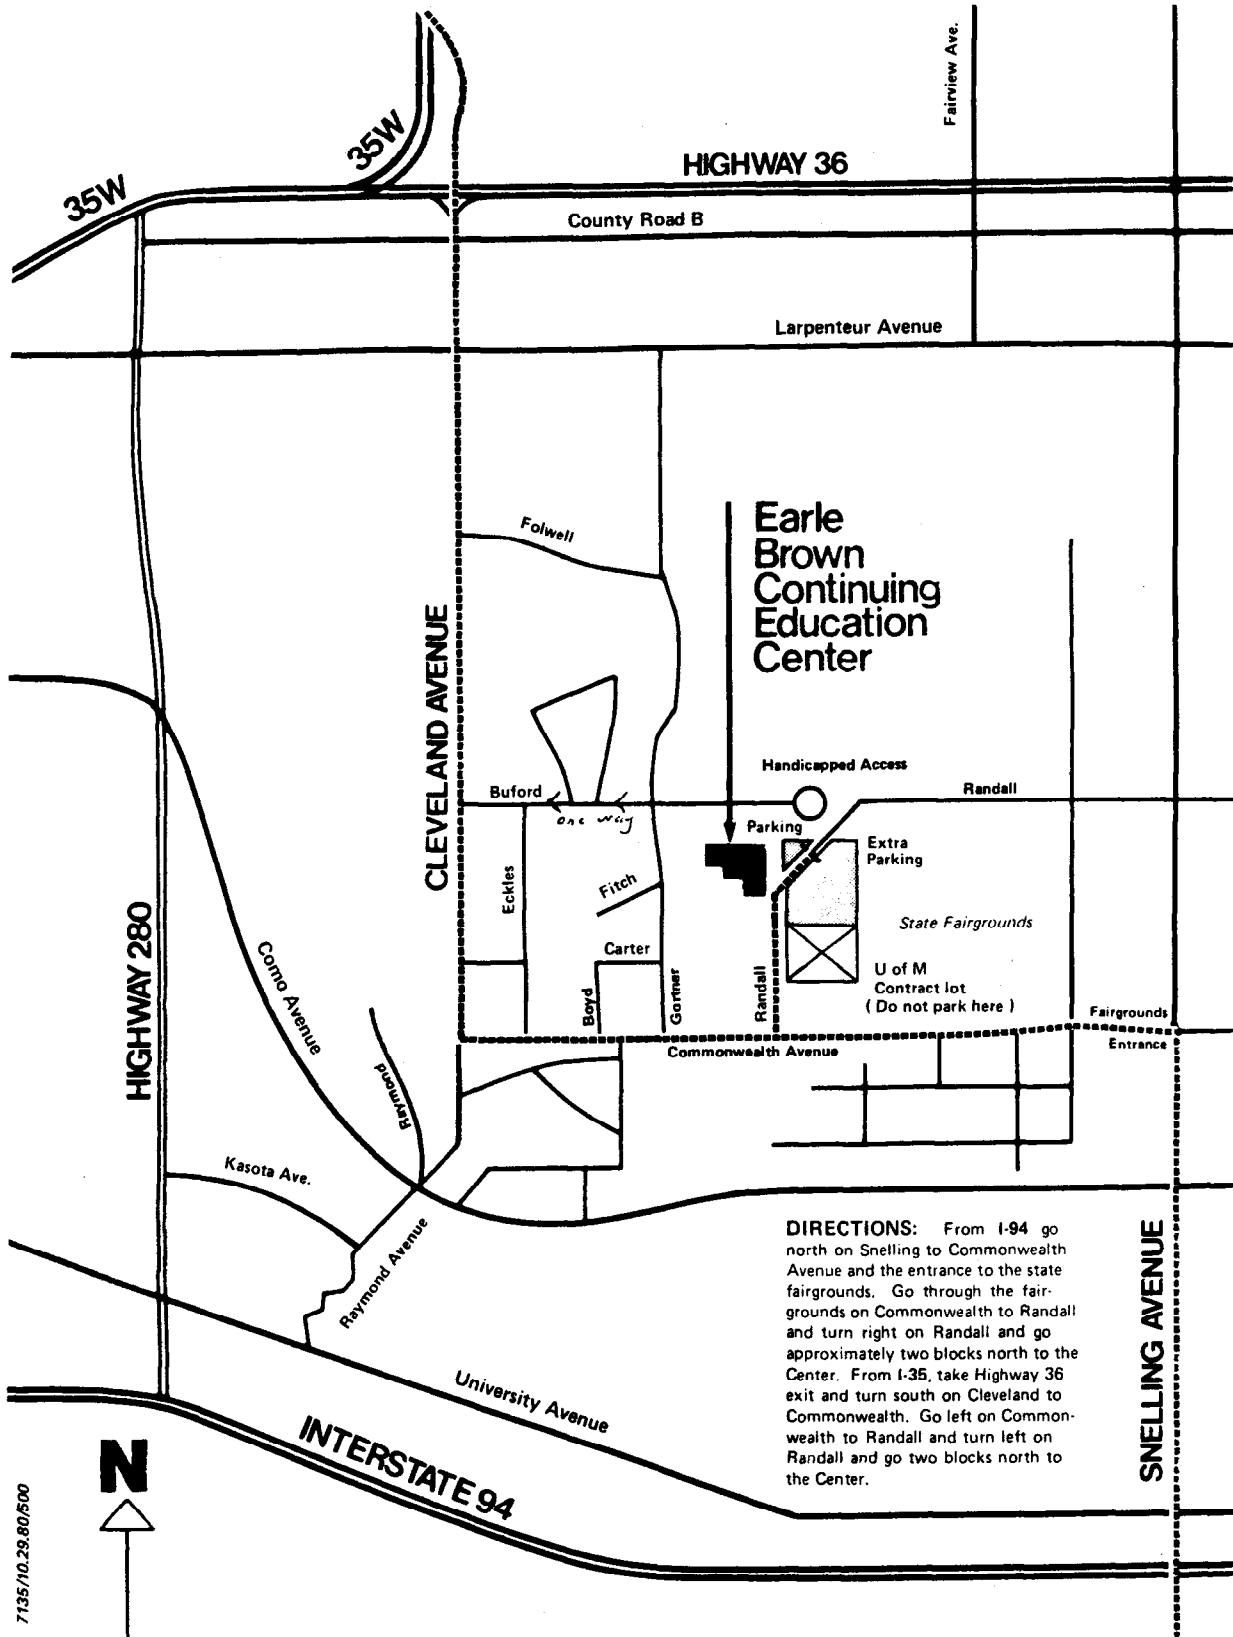 Fairview Ave.
35W
35W
HIGHWAY 36
County Road B
Larpenteur Avenue
Earle
Brown
Continuing
Education
Center
Folwell
CLEVELAND AVENUE
Handicapped Access
Buford
one way
Randall
Parking
Extra
Parking
Eckles
Fitch
State Fairgrounds
HIGHWAY 280
Como Avenue
Carter
U of M
Contract lot
( Do not park here )
Boyd
Gortner
Randall
Fairgrounds
Entrance
Commonwealth Avenue
Raymond
Kasota Ave.
Raymond Avenue
DIRECTIONS: From I-94 go
north on Snelling to Commonwealth
Avenue and the entrance to the state
fairgrounds. Go through the fair-
grounds on Commonwealth to Randall
and turn right on Randall and go
approximately two blocks north to the
Center. From I-35, take Highway 36
exit and turn south on Cleveland to
Commonwealth. Go left on Common-
wealth to Randall and turn left on
Randall and go two blocks north to
the Center.
SNELLING AVENUE
University Avenue
INTERSTATE 94
N
7135/10.29.80/500